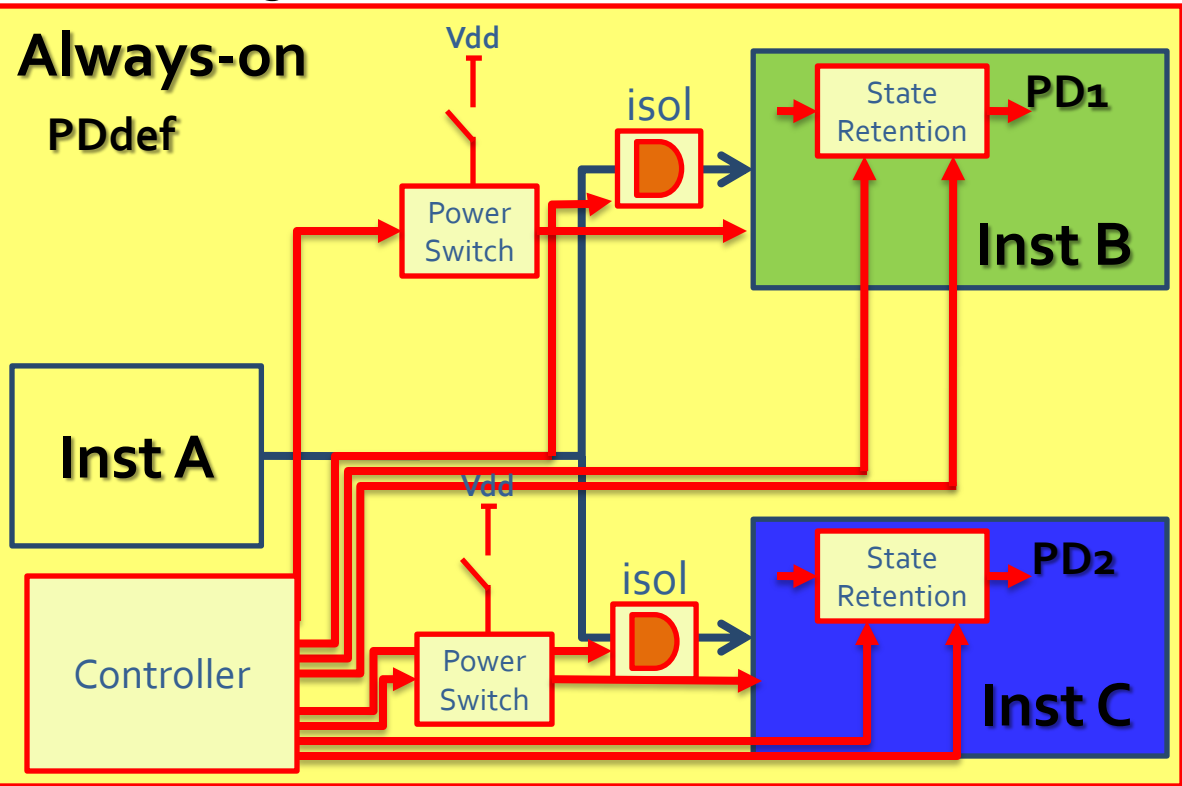 Always-on
PDdef
Vdd
isol
State
Retention
PD1
Power
Switch
Inst B
Inst A
Vdd
isol
State
Retention
PD2
Controller
Power
Switch
Inst C